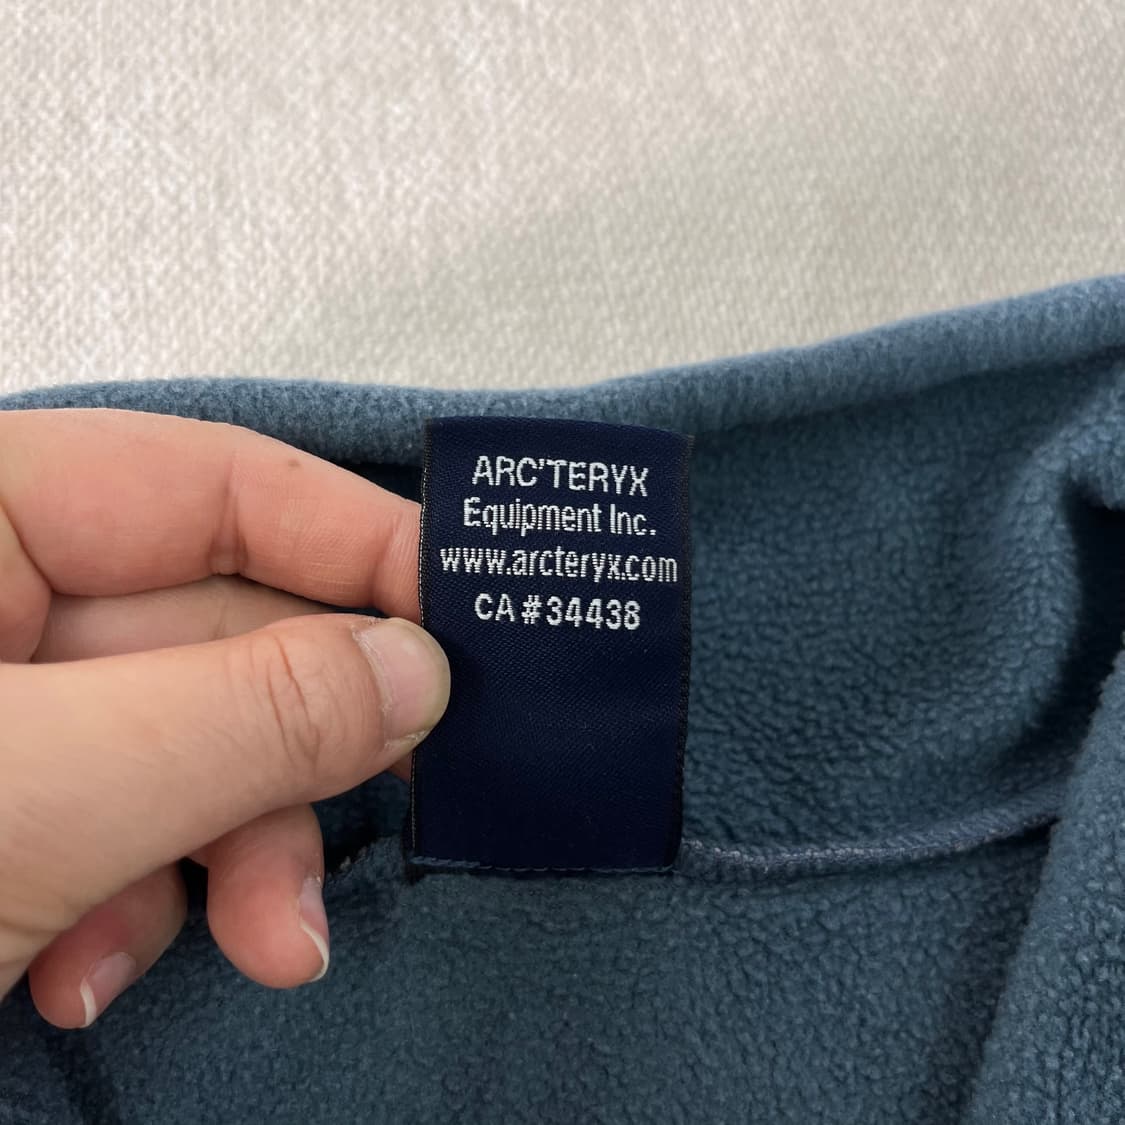 ARC'TERYX
Equipment Inc.
www.arcteryx.com
CA #34438